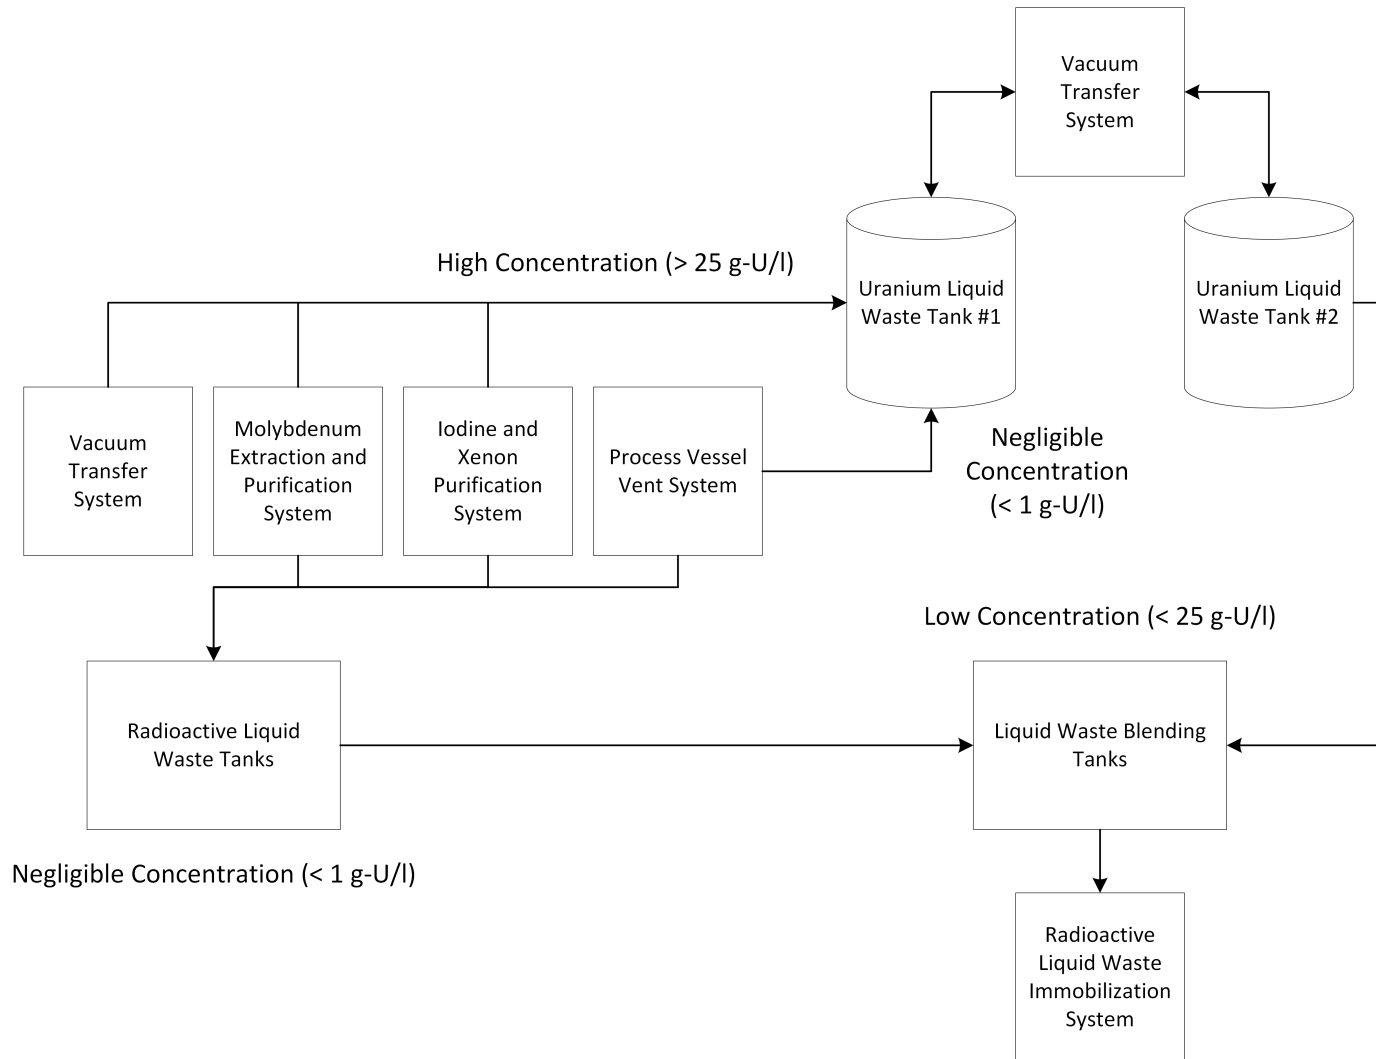 Vacuum
Transfer
System
High Concentration (> 25 g-U/l)
Uranium Liquid
Waste Tank #1
Uranium Liquid
Waste Tank #2
Vacuum
Transfer
System
Molybdenum
Extraction and
Purification
System
Iodine and
Xenon
Purification
System
Process Vessel
Vent System
Negligible
Concentration
(< 1 g-U/l)
Low Concentration (< 25 g-U/l)
Radioactive Liquid
Waste Tanks
Liquid Waste Blending
Tanks
Negligible Concentration (< 1 g-U/l)
Radioactive
Liquid Waste
Immobilization
System